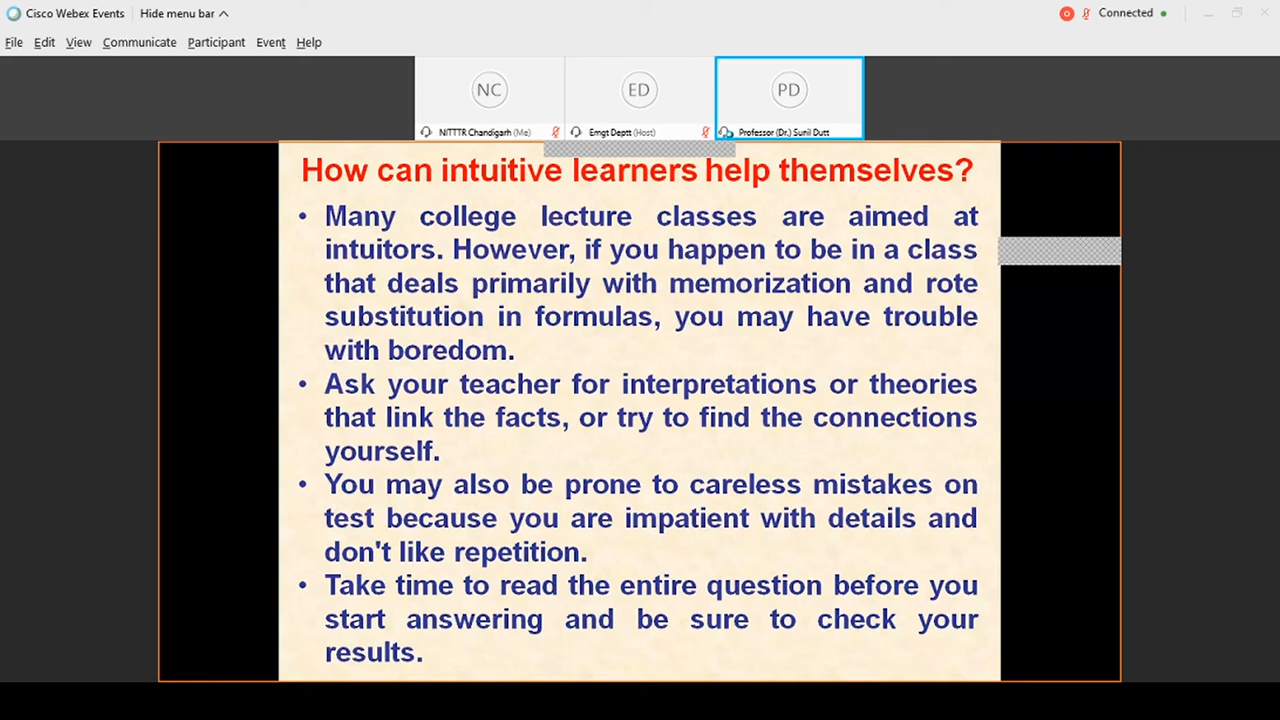 Cisco Webex Events Hide menu bar Connected
File Edit View Communicate Participant Event Help
NC ED PD
NITTTR Chandigarh (Me) Emgt Deptt (Host) Professor (Dr.) Sunil Dutt
How can intuitive learners help themselves?
• Many college lecture classes are aimed at
intuitors. However, if you happen to be in a class
that deals primarily with memorization and rote
substitution in formulas, you may have trouble
with boredom.
• Ask your teacher for interpretations or theories
that link the facts, or try to find the connections
yourself.
• You may also be prone to careless mistakes on
test because you are impatient with details and
don't like repetition.
• Take time to read the entire question before you
start answering and be sure to check your
results.